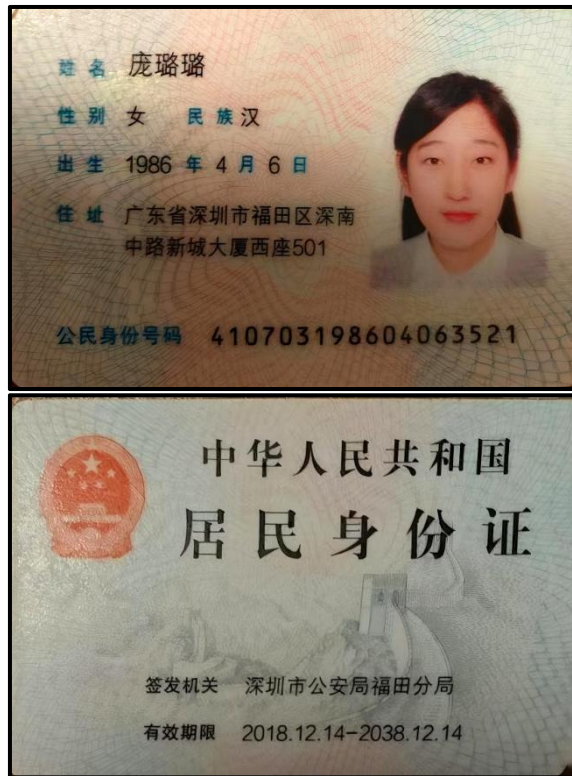 姓名 庞璐璐
性别 女 民族 汉
出生 1986 年 4 月 6 日
住址 广东省深圳市福田区深南
中路新城大厦西座501
公民身份号码 410703198604063521
中华人民共和国
居民身份证
签发机关 深圳市公安局福田分局
有效期限 2018.12.14-2038.12.14